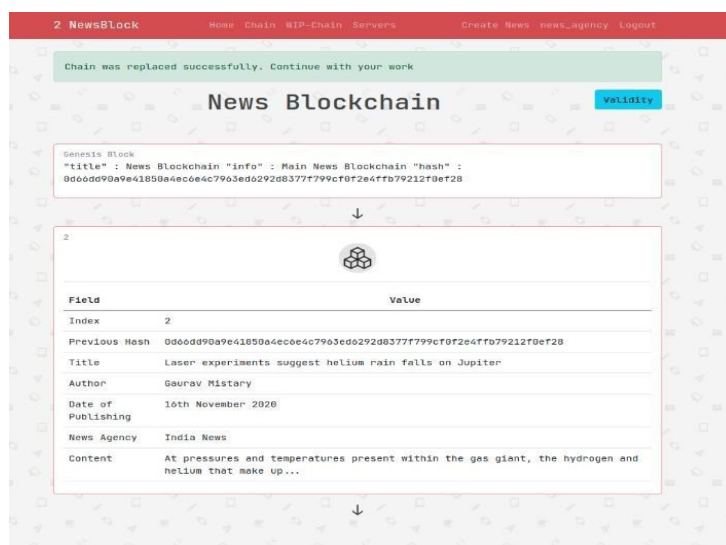 2 NewsBlock Home Chain WIP-Chain Servers Create News news_agency Logout
Chain was replaced successfully. Continue with your work
News Blockchain
Validity
Genesis Block
"title" : News Blockchain "info" : Main News Blockchain "hash" :
0d66dd90a9e41850a4ec6e4c7963ed6292d8377f799cf0f2e4ffb79212f0ef28
2
Field Value
Index 2
Previous Hash 0d66dd90a9e41850a4ec6e4c7963ed6292d8377f799cf0f2e4ffb79212f0ef28
Title Laser experiments suggest helium rain falls on Jupiter
Author Gaurav Mistary
Date of
Publishing
16th November 2020
News Agency India News
Content At pressures and temperatures present within the gas giant, the hydrogen and
helium that make up...